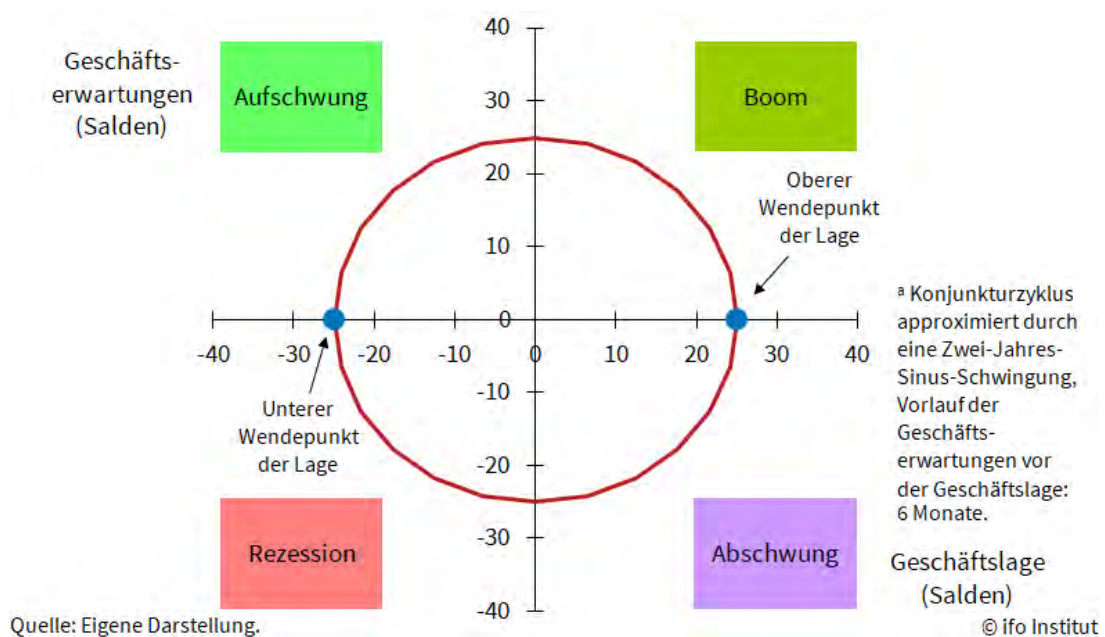 Geschäfts-
erwartungen
(Salden)
Aufschwung
Boom
40
30
20
10
0
-10
-20
-30
-40
Oberer
Wendepunkt
der Lage
-40 -30 -20 -10 0 10 20 30 40
Unterer
Wendepunkt
der Lage
ᵃ Konjunkturzyklus
approximiert durch
eine Zwei-Jahres-
Sinus-Schwingung,
Vorlauf der
Geschäfts-
erwartungen vor
der Geschäftslage:
6 Monate.
Rezession
Abschwung
Geschäftslage
(Salden)
Quelle: Eigene Darstellung.
© ifo Institut